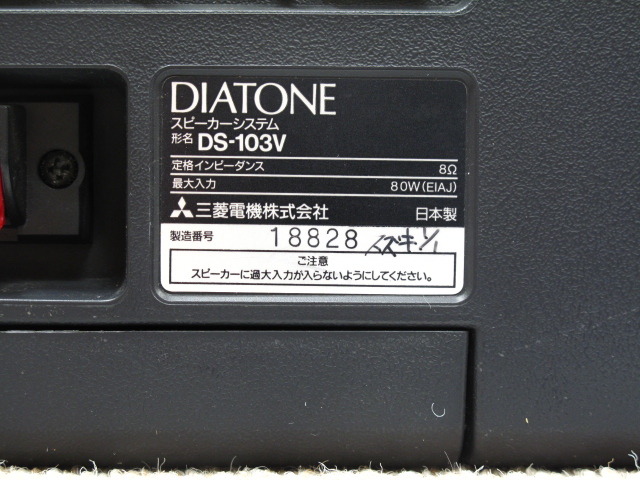 DIATONE
スピーカーシステム
形名 DS-103V
定格インピーダンス 8Ω
最大入力 80W(EIAJ)
三菱電機株式会社 日本製
製造番号 18828
ご注意
スピーカーに過大入力が入らないようにしてください。